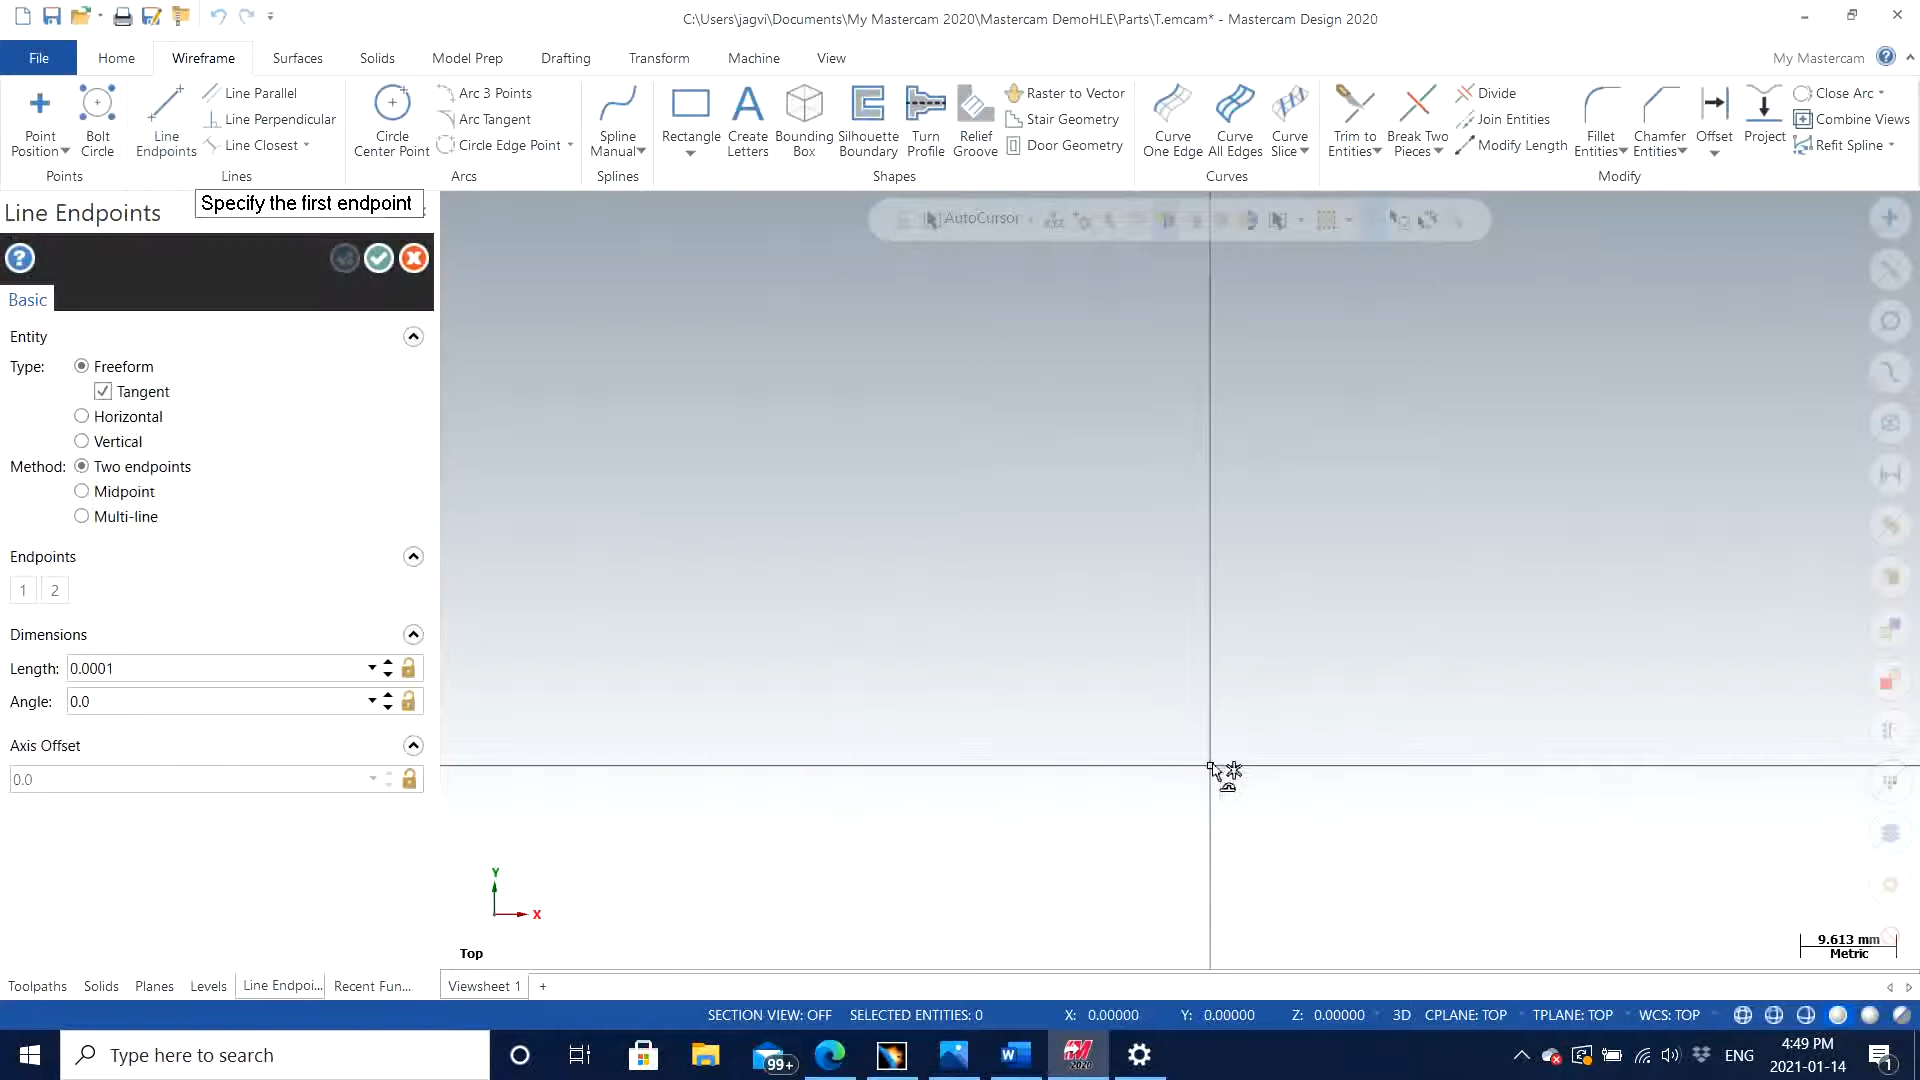 C:\Users\jagvi\Documents\My Mastercam 2020\Mastercam DemoHLE\Parts\T.emcam* - Mastercam Design 2020
File Home Wireframe Surfaces Solids Model Prep Drafting Transform Machine View My Mastercam
Point Position
Bolt Circle
Points
Line Endpoints
Line Parallel
Line Perpendicular
Line Closest
Lines
Circle Center Point
Arc 3 Points
Arc Tangent
Circle Edge Point
Arcs
Spline Manual
Splines
Rectangle
Create Letters
Bounding Box
Silhouette Boundary
Turn Profile
Relief Groove
Raster to Vector
Stair Geometry
Door Geometry
Shapes
Curve One Edge
Curve All Edges
Curve Slice
Curves
Trim to Entities
Break Two Pieces
Divide
Join Entities
Modify Length
Fillet Entities
Chamfer Entities
Offset
Project
Close Arc
Combine Views
Refit Spline
Modify
Line Endpoints
Specify the first endpoint
AutoCursor
Basic
Entity
Type: Freeform
Tangent
Horizontal
Vertical
Method: Two endpoints
Midpoint
Multi-line
Endpoints
1 2
Dimensions
Length: 0.0001
Angle: 0.0
Axis Offset
0.0
Y
X
Top
9.613 mm
Metric
Toolpaths Solids Planes Levels Line Endpoi... Recent Fun... Viewsheet 1 +
SECTION VIEW: OFF SELECTED ENTITIES: 0 X: 0.00000 Y: 0.00000 Z: 0.00000 3D CPLANE: TOP TPLANE: TOP WCS: TOP
Type here to search
99+
2020
ENG
4:49 PM
2021-01-14
1